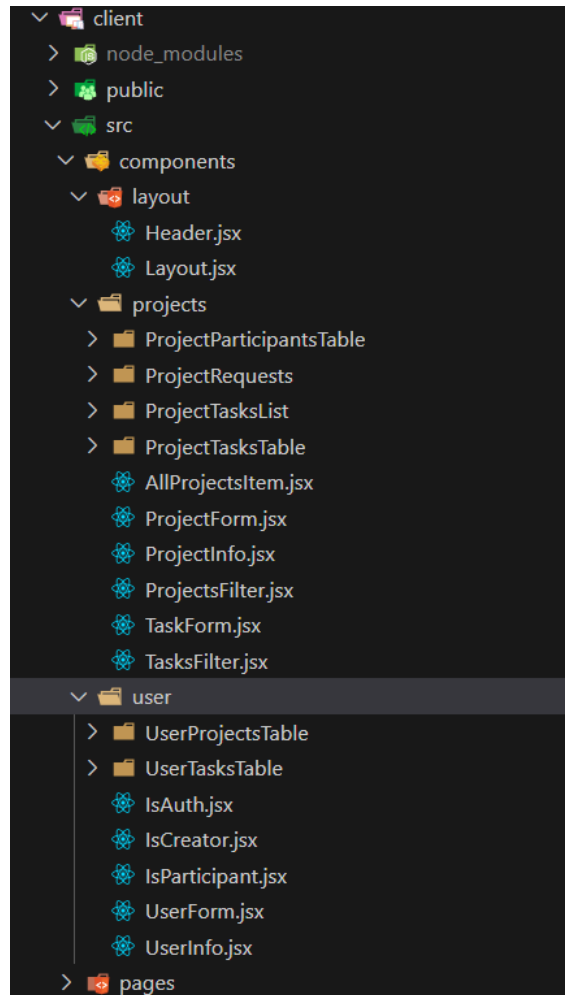 client
node_modules
public
src
components
layout
Header.jsx
Layout.jsx
projects
ProjectParticipantsTable
ProjectRequests
ProjectTasksList
ProjectTasksTable
AllProjectsItem.jsx
ProjectForm.jsx
ProjectInfo.jsx
ProjectsFilter.jsx
TaskForm.jsx
TasksFilter.jsx
user
UserProjectsTable
UserTasksTable
IsAuth.jsx
IsCreator.jsx
IsParticipant.jsx
UserForm.jsx
UserInfo.jsx
pages